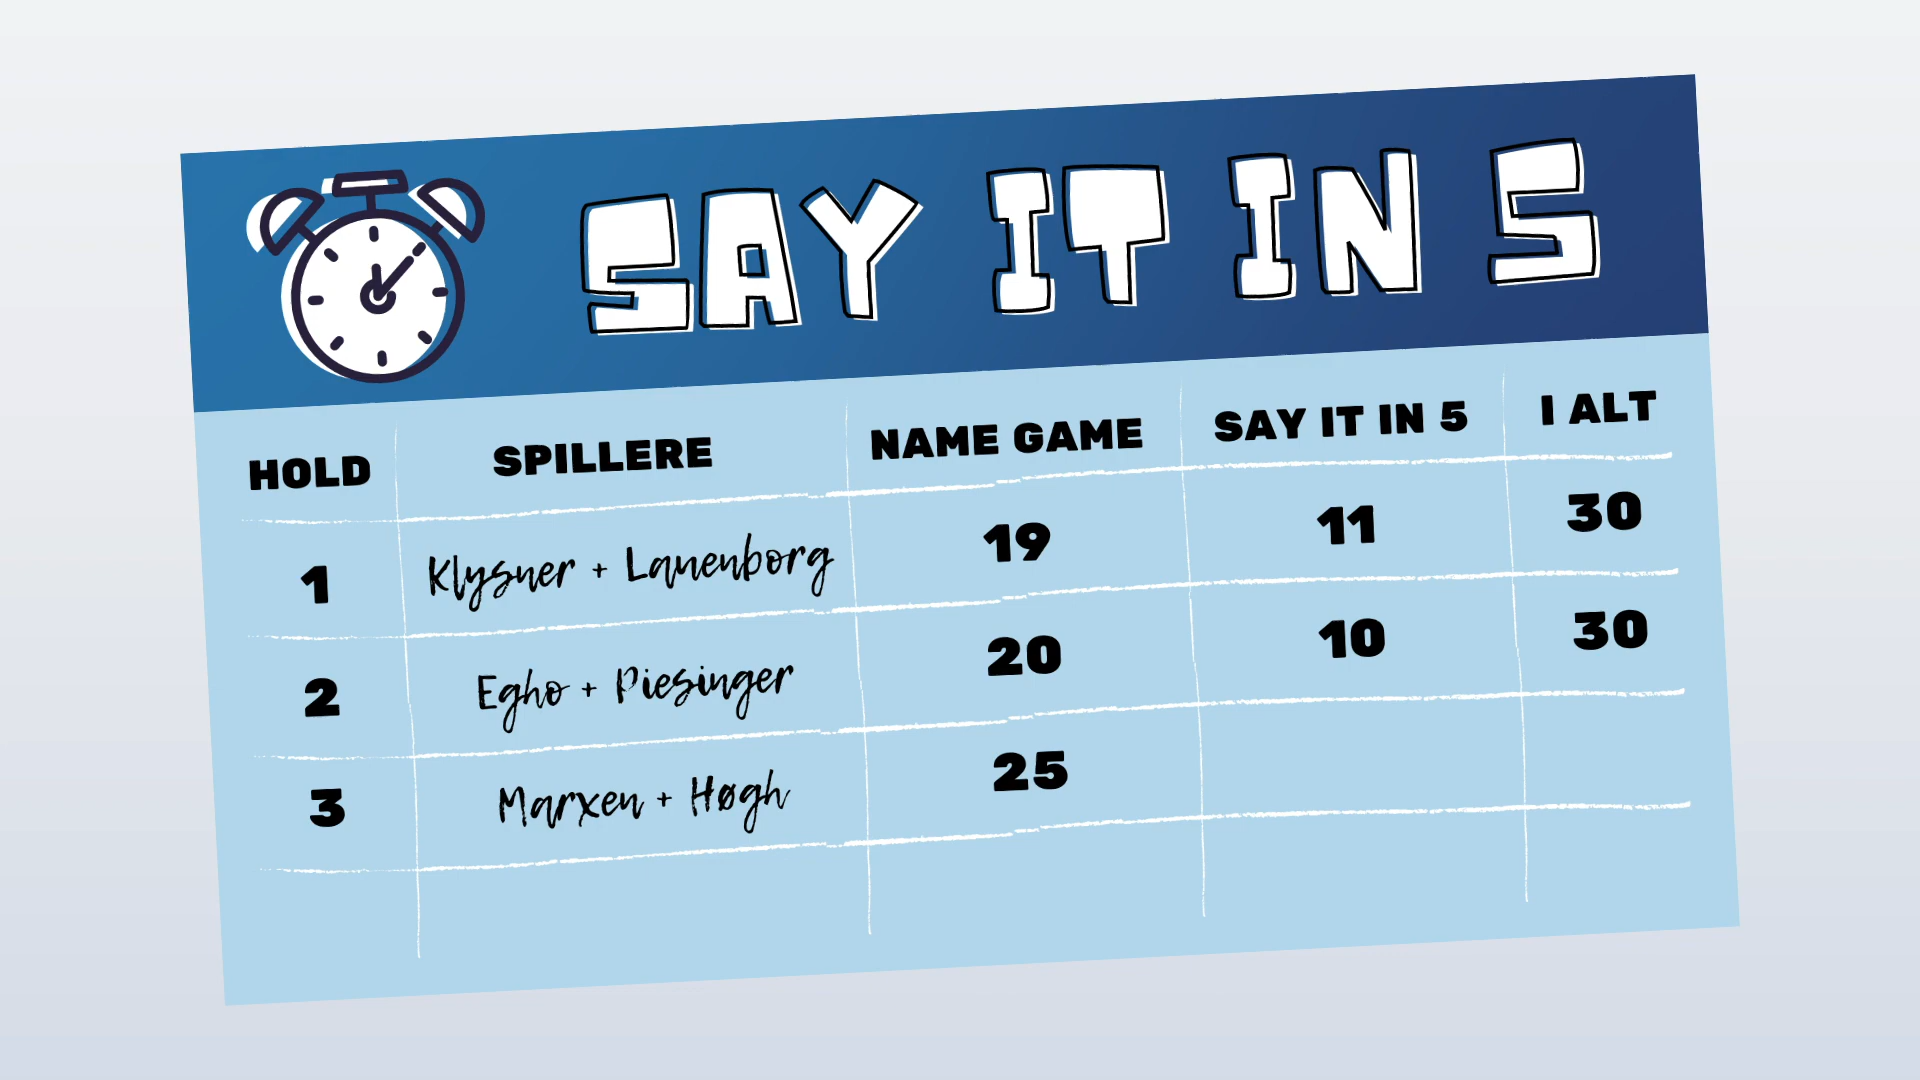 SAY IT IN 5
HOLD SPILLERE NAME GAME SAY IT IN 5 I ALT
1 Klysner + Lauenborg 19 11 30
2 Egho + Piesinger 20 10 30
3 Marxen + Høgh 25